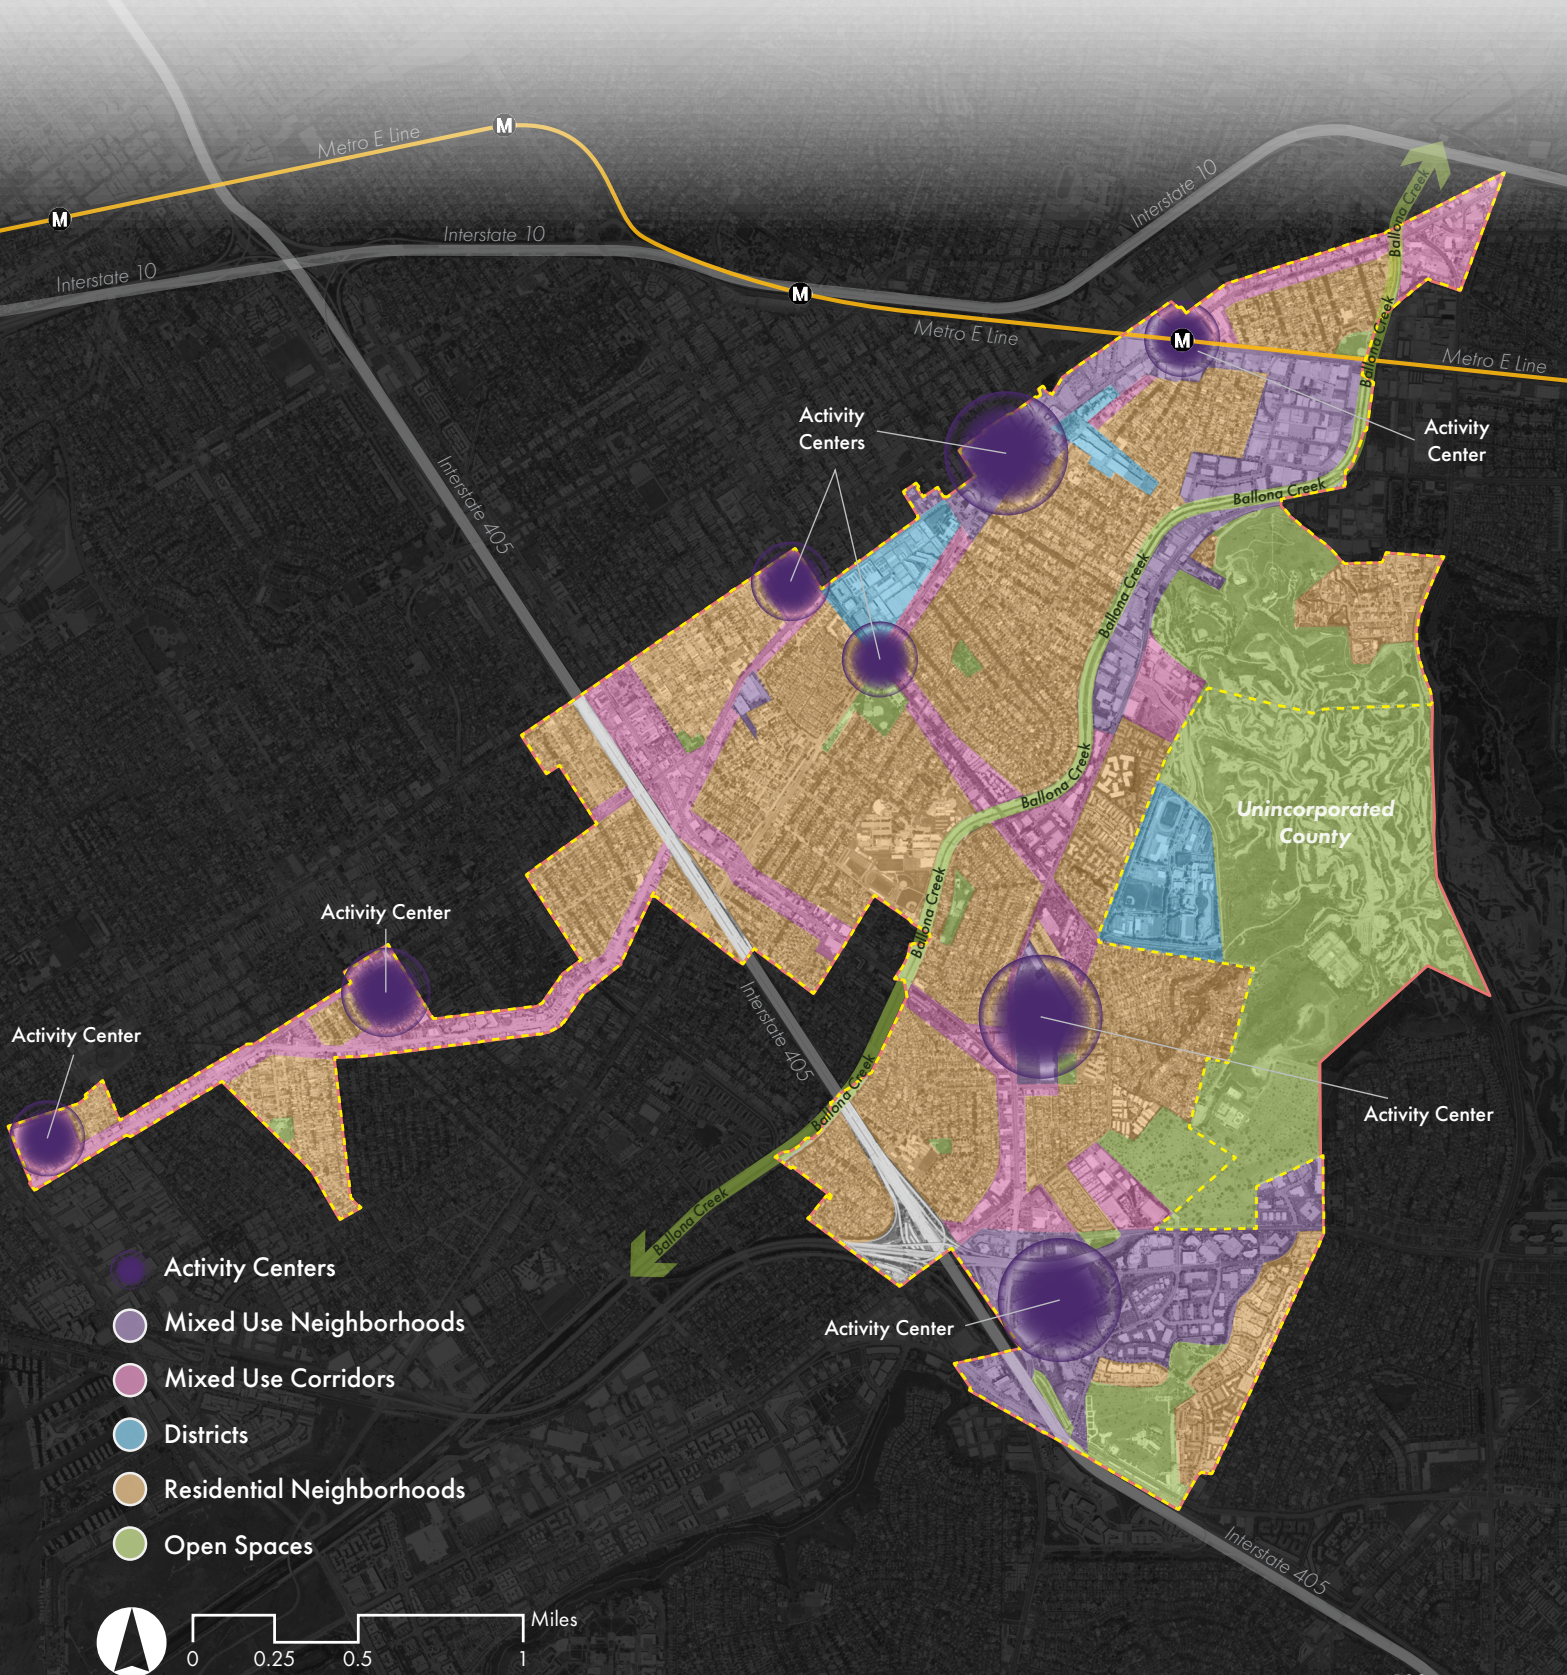 Metro E Line
M
M
Interstate 10
Interstate 10
Interstate 10
Ballona Creek
M
Metro E Line
M
Ballona Creek
Metro E Line
Activity
Centers
Activity
Center
Interstate 405
Ballona Creek
Ballona Creek
Ballona Creek
Unincorporated
County
Ballona Creek
Activity Center
Interstate 405
Activity Center
Ballona Creek
Activity Center
Ballona Creek
Activity Center
Interstate 405
Activity Centers
Mixed Use Neighborhoods
Mixed Use Corridors
Districts
Residential Neighborhoods
Open Spaces
Miles
0 0.25 0.5 1